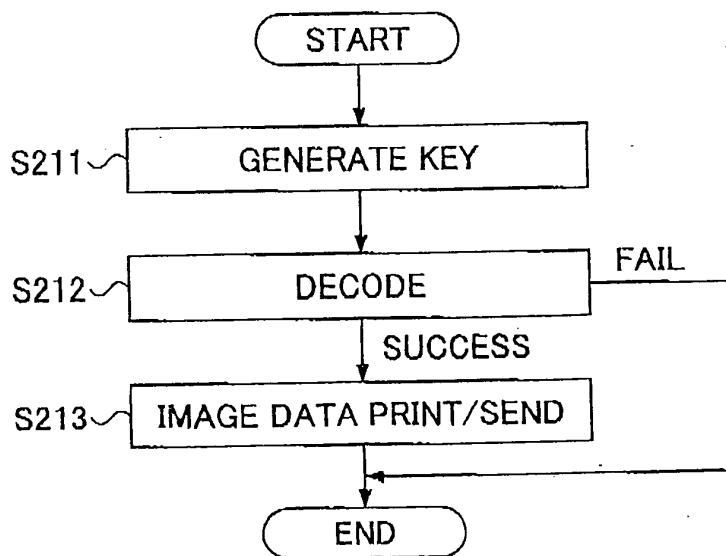 START
S211
GENERATE KEY
S212
DECODE
FAIL
SUCCESS
S213
IMAGE DATA PRINT/SEND
END